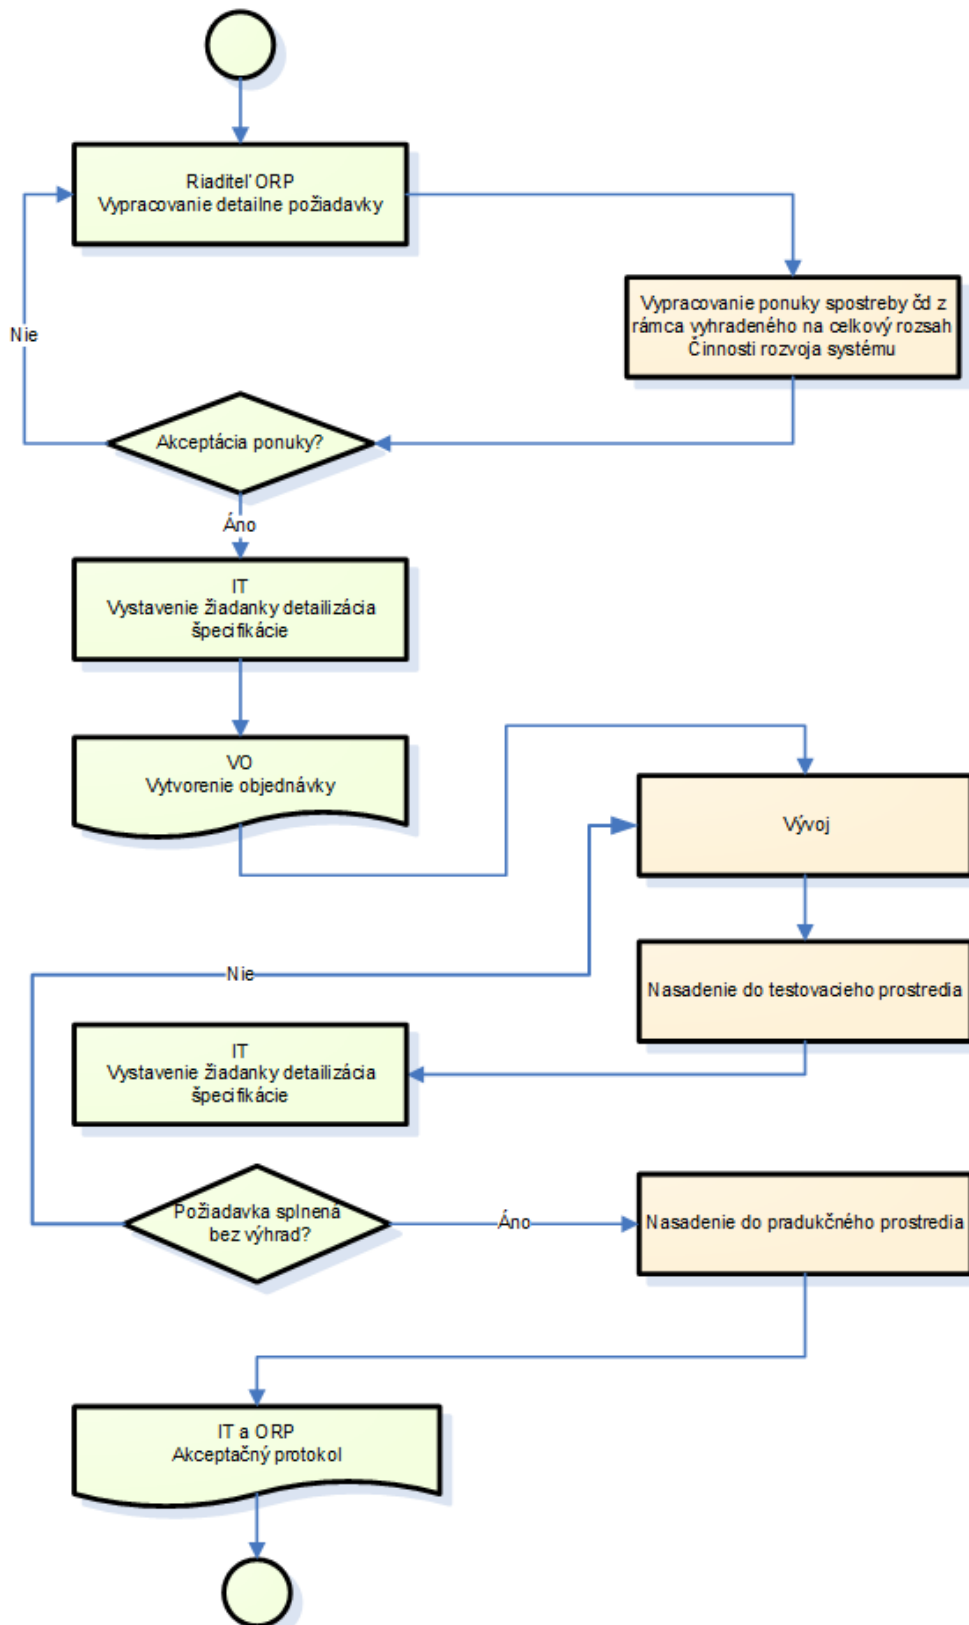 Riaditeľ ORP
Vypracovanie detailne požiadavky
Vypracovanie ponuky spostreby čd z
rámca vyhradeného na celkový rozsah
Činnosti rozvoja systému
Nie
Akceptácia ponuky?
Áno
IT
Vystavenie žiadanky detailizácia
špecifikácie
VO
Vytvorenie objednávky
Vývoj
Nie
Nasadenie do testovacieho prostredia
IT
Vystavenie žiadanky detailizácia
špecifikácie
Požiadavka splnená
bez výhrad?
Áno
Nasadenie do pradukčného prostredia
IT a ORP
Akceptačný protokol